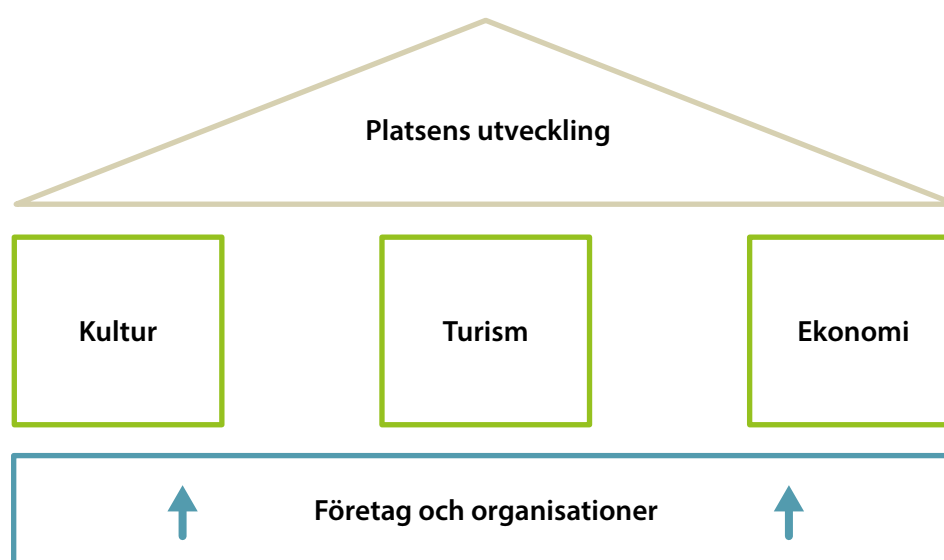 Platsens utveckling
Kultur
Turism
Ekonomi
Företag och organisationer